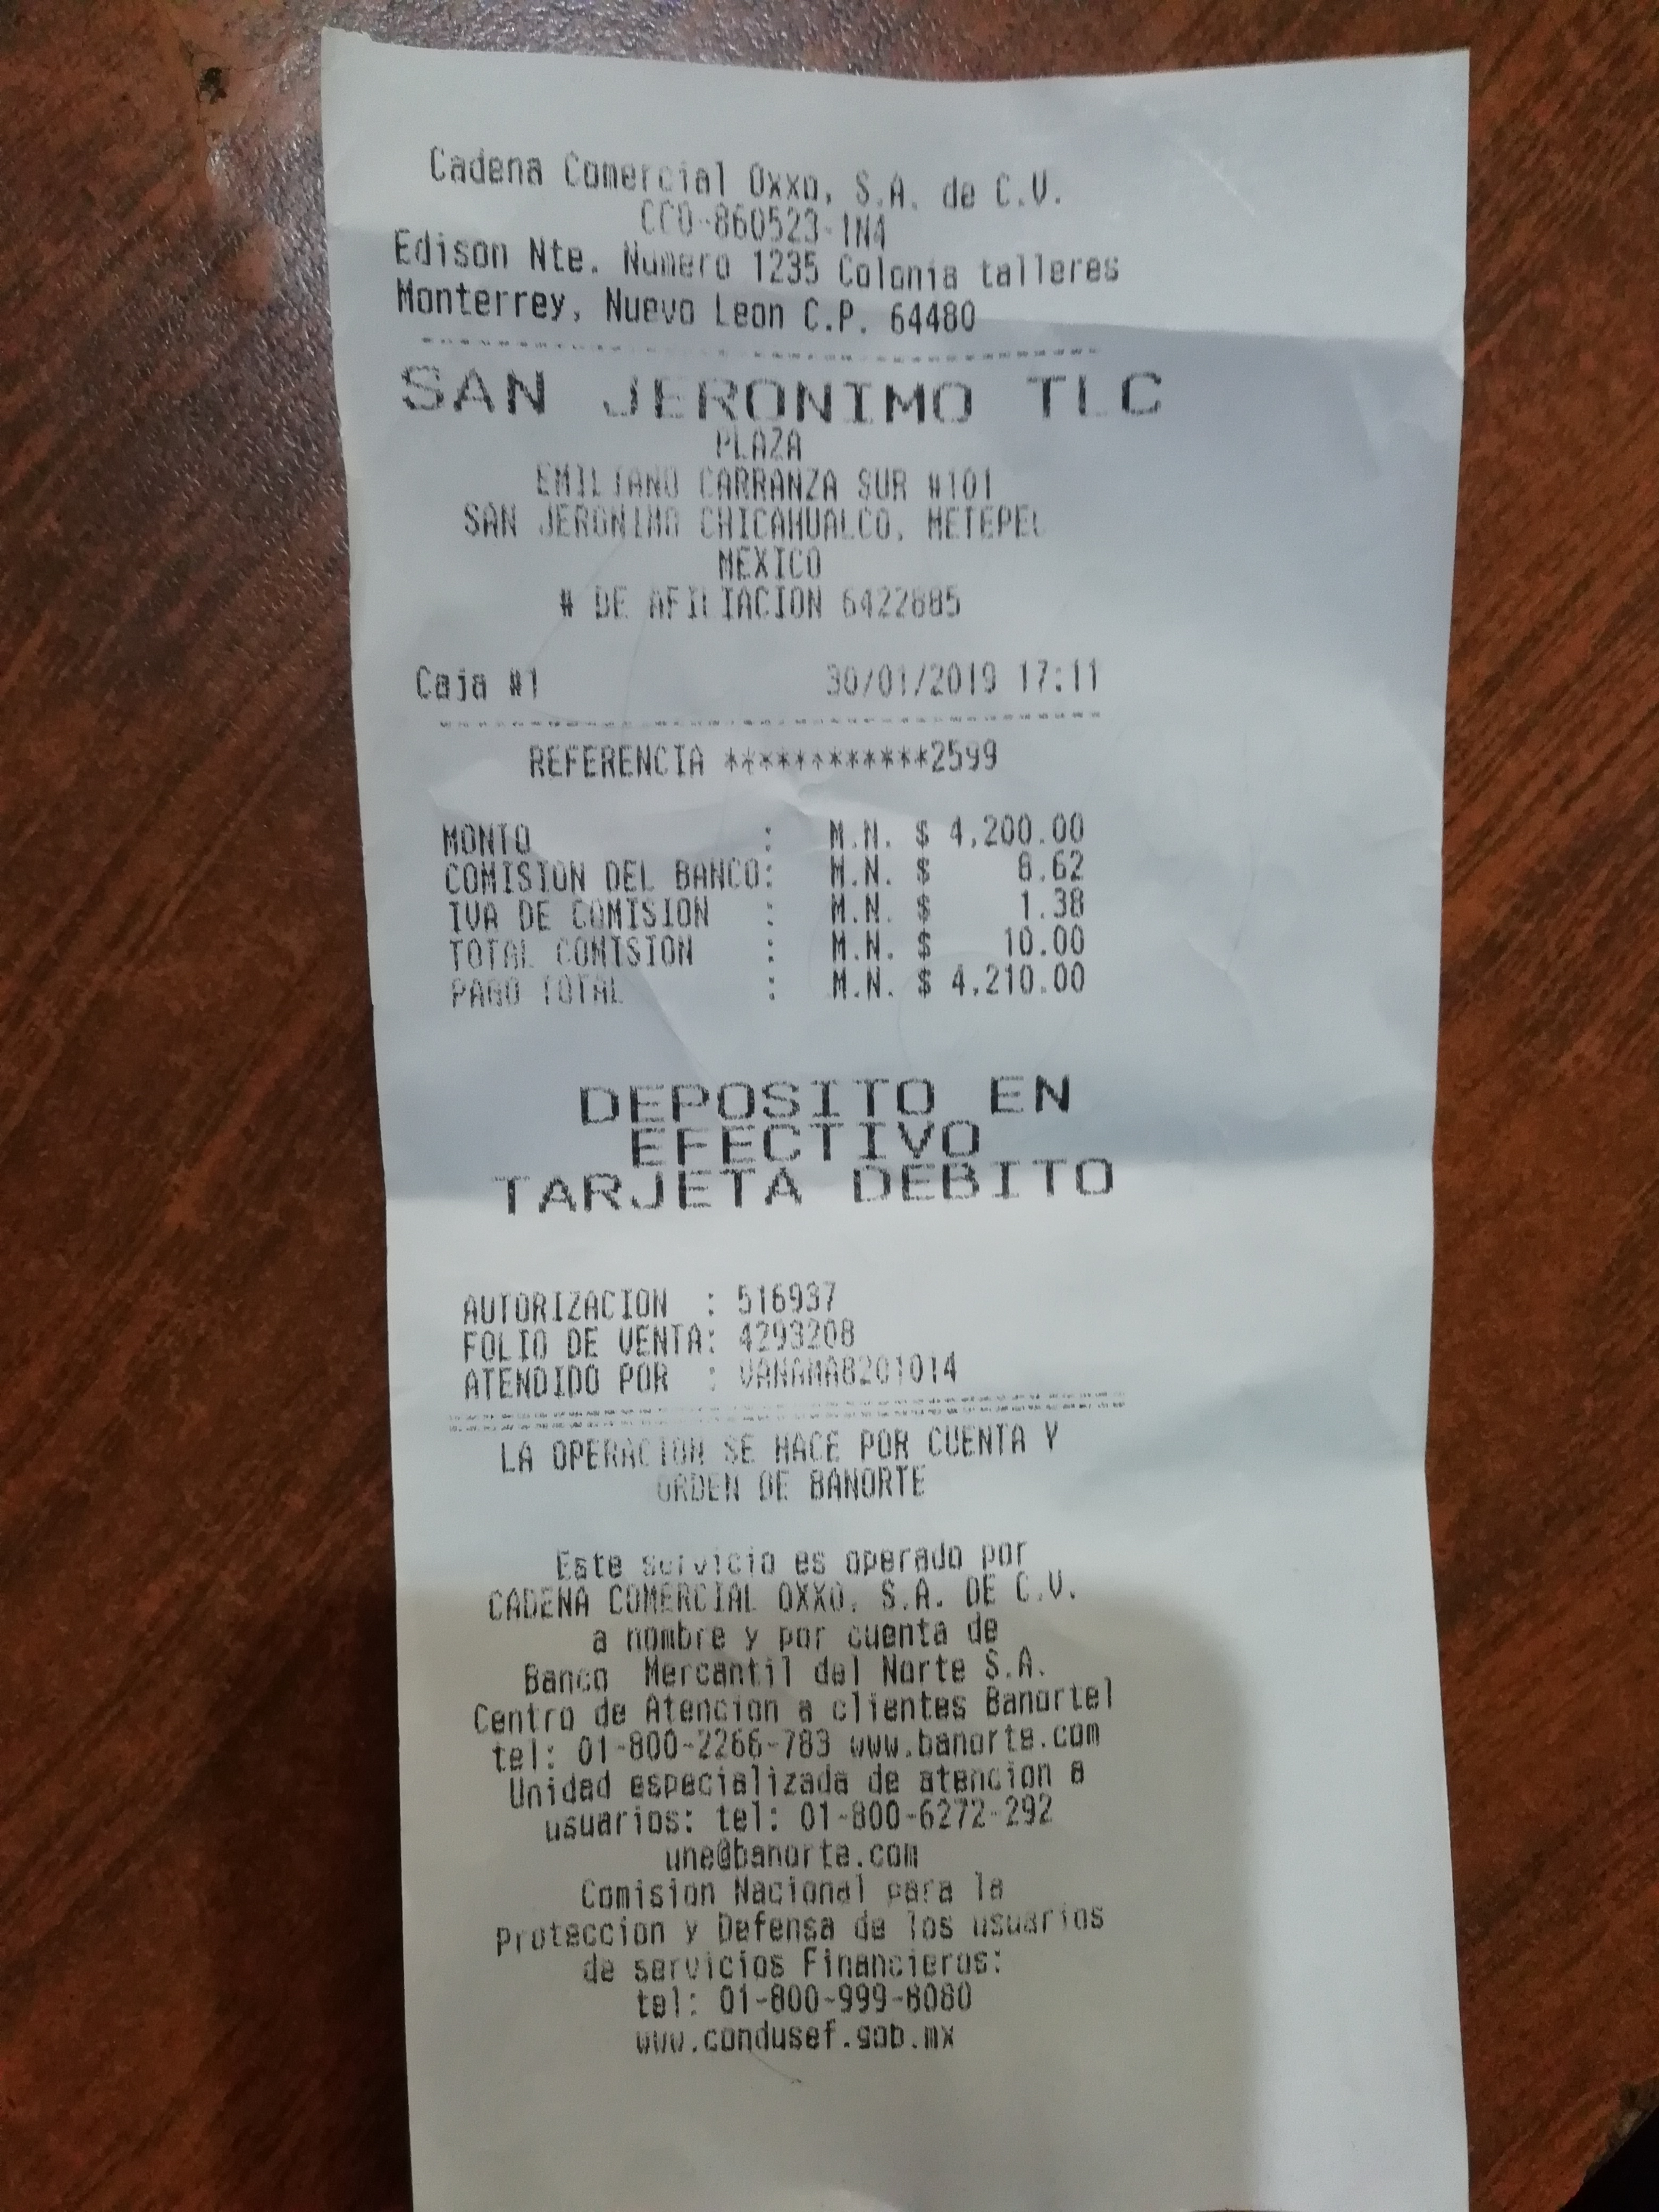 Cadena Comercial Oxxo, S.A. de C.V.
CCO-860523-1N4
Edison Nte. Numero 1235 Colonia talleres
Monterrey, Nuevo Leon C.P. 64480
SAN JERONIMO TLC
PLAZA
EMILIANO CARRANZA SUR #101
SAN JERONIMO CHICAHUALCO, METEPEC
MEXICO
# DE AFILIACION 6422885
Caja #1 30/01/2019 17:11
REFERENCIA ************2599
MONTO : M.N. $ 4,200.00
COMISION DEL BANCO: M.N. $ 8.62
IVA DE COMISION : M.N. $ 1.38
TOTAL COMISION : M.N. $ 10.00
PAGO TOTAL : M.N. $ 4,210.00
DEPOSITO EN
EFECTIVO
TARJETA DEBITO
AUTORIZACION : 516937
FOLIO DE VENTA: 4293208
ATENDIDO POR : VANAMA8201014
LA OPERACION SE HACE POR CUENTA Y
ORDEN DE BANORTE
Este servicio es operado por
CADENA COMERCIAL OXXO, S.A. DE C.V.
a nombre y por cuenta de
Banco Mercantil del Norte S.A.
Centro de Atencion a clientes Banortel
tel: 01-800-2266-783 www.banorte.com
Unidad especializada de atencion a
usuarios: tel: 01-800-6272-292
une@banorte.com
Comision Nacional para la
Proteccion y Defensa de los usuarios
de servicios Financieros:
tel: 01-800-999-8080
www.condusef.gob.mx